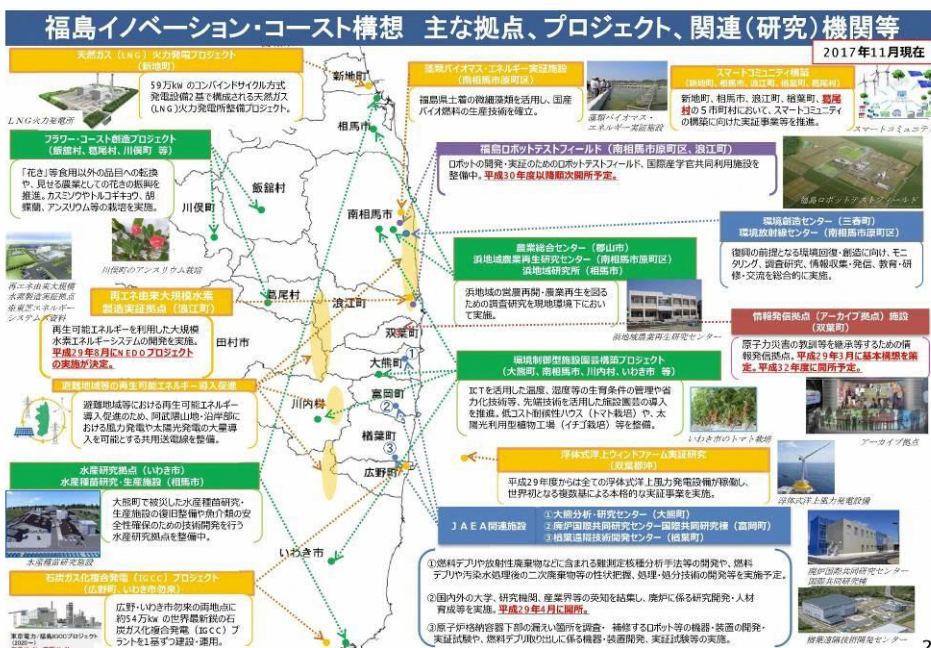 福島イノベーション・コースト構想 主な拠点、プロジェクト、関連(研究)機関等
2017年11月現在
天然ガス(LNG)火力発電プロジェクト
(新地町)
59万kWのコンバインドサイクル方式
発電設備2基で構成される天然ガス
(LNG)火力発電所整備プロジェクト。
LNG火力発電所
フラワー・コースト創造プロジェクト
(飯舘村、葛尾村、川俣町 等)
「花き」等食用以外の品目への転換
や、見せる農業としての花きの振興を
推進。カスミソウやトルコギキョウ、胡
蝶蘭、アンスリウム等の栽培を実施。
川俣町のアンスリウム栽培
再エネ由来大規模
水素製造実証拠点
システムズ資料
再エネ由来大規模水素
製造実証拠点(浪江町)
再生可能エネルギーを利用した大規模
水素エネルギーシステムの開発を実施。
平成29年8月にNEDOプロジェクト
の実施が決定。
避難地域等の再生可能エネルギー導入促進
避難地域等における再生可能エネルギー
導入促進のため、阿武隈山地・沿岸部
における風力発電や太陽光発電の大量導
入を可能とする共用送電線を整備。
水産研究拠点(いわき市)
水産種苗研究・生産施設(相馬市)
大熊町で被災した水産種苗研究・
生産施設の復旧整備や魚介類の安
全性確保のための技術開発を行う
水産研究拠点を整備中。
水産種苗研究施設
石炭ガス化複合発電(IGCC)プロジェクト
(広野町、いわき市勿来)
広野・いわき市勿来の両地点に
約54万kWの世界最新鋭の石
炭ガス化複合発電(IGCC)プ
ラントを1基ずつ建設・運用。
東京電力/福島IGCCプロジェクト
(2020~)
新地町
相馬市
飯舘村
川俣町
南相馬市
葛尾村
浪江町
双葉町
田村市
大熊町
①
富岡町
②
川内村
楢葉町
③
広野町
いわき市
藻類バイオマス・エネルギー実証施設
(南相馬市原町区)
福島県土着の微細藻類を活用し、国産
バイオ燃料の生産技術を確立。
藻類バイオマス・
エネルギー実証施設
スマートコミュニティ構築
(新地町、相馬市、浪江町、楢葉町、葛尾村)
新地町、相馬市、浪江町、楢葉町、葛尾
村の5市町村において、スマートコミュニティ
の構築に向けた実証事業等を推進。
スマートコミュニティ
福島ロボットテストフィールド (南相馬市原町区、浪江町)
ロボットの開発・実証のためのロボットテストフィールド、国際産学官共同利用施設を
整備中。平成30年度以降順次開所予定。
福島ロボットテストフィールド
環境創造センター(三春町)
環境放射線センター(南相馬市原町区)
復興の前提となる環境回復・創造に向け、モニ
タリング、調査研究、情報収集・発信、教育・研
修・交流を総合的に実施。
農業総合センター(郡山市)
浜地域農業再生研究センター(南相馬市原町区)
浜地域研究所(相馬市)
浜地域の営農再開・農業再生を図る
ための調査研究を現地環境下におい
て実施。
浜地域農業再生研究センター
情報発信拠点(アーカイブ拠点)施設
(双葉町)
原子力災害の教訓等を継承等するための情
報発信拠点。平成29年3月に基本構想を策
定。平成32年度に開所予定。
アーカイブ拠点
環境制御型施設園芸構築プロジェクト
(大熊町、南相馬市、川内村、いわき市 等)
ICTを活用した温度、湿度等の生育条件の管理や省
力化技術等、先端技術を活用した施設園芸の導入
を推進。低コスト耐候性ハウス(トマト栽培)や、太
陽光利用型植物工場(イチゴ栽培)等を整備。
いわき市のトマト栽培
浮体式洋上ウィンドファーム実証研究
(双葉郡沖)
平成29年度からは全ての浮体式洋上風力発電設備が稼働し、
世界初となる複数基による本格的な実証事業を実施。
浮体式洋上風力発電設備
JAEA関連施設
①大熊分析・研究センター(大熊町)
②廃炉国際共同研究センター国際共同研究棟(富岡町)
③楢葉遠隔技術開発センター(楢葉町)
①燃料デブリや放射性廃棄物などに含まれる難測定核種分析手法等の開発や、燃料
デブリや汚染水処理後の二次廃棄物等の性状把握、処理・処分技術の開発等を実施予定。
②国内外の大学、研究機関、産業界等の英知を結集し、廃炉に係る研究開発・人材
育成等を実施。平成29年4月に開所。
③原子炉格納容器下部の漏えい箇所を調査・補修するロボット等の機器・装置の開発・
実証試験や、燃料デブリ取り出しに係る機器・装置開発、実証試験等の実施。
廃炉国際共同研究センター
国際共同研究棟
楢葉遠隔技術開発センター
2